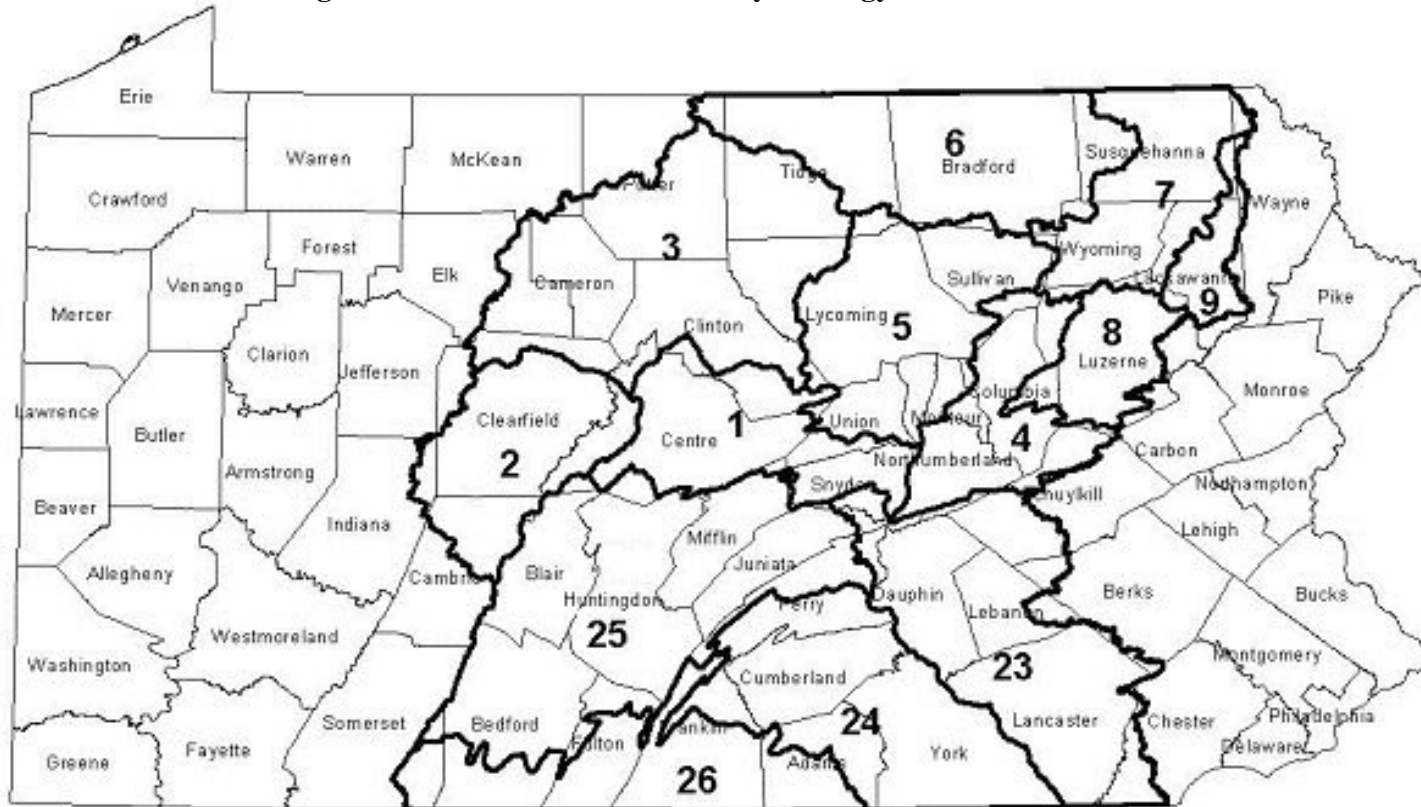 Erie
Warren
McKean
Crawford
Potter
Tioga
6
Bradford
Susquehanna
7
Wayne
Forest
Venango
Elk
3
Cameron
Wyoming
Sullivan
Lackawanna
9
Pike
Mercer
Clarion
Jefferson
Clinton
Lycoming
5
8
Luzerne
Monroe
Lawrence
Butler
Clearfield
2
Centre
1
Union
Montour
Columbia
4
Northumberland
Carbon
Armstrong
Beaver
Indiana
Snyder
Schuylkill
Northampton
Lehigh
Mifflin
Juniata
Allegheny
Cambria
Blair
Huntingdon
25
Perry
Dauphin
Lebanon
Berks
Bucks
Westmoreland
Washington
Cumberland
23
Montgomery
Somerset
Bedford
Fulton
Franklin
24
Lancaster
Chester
Philadelphia
Delaware
Greene
Fayette
26
Adams
York